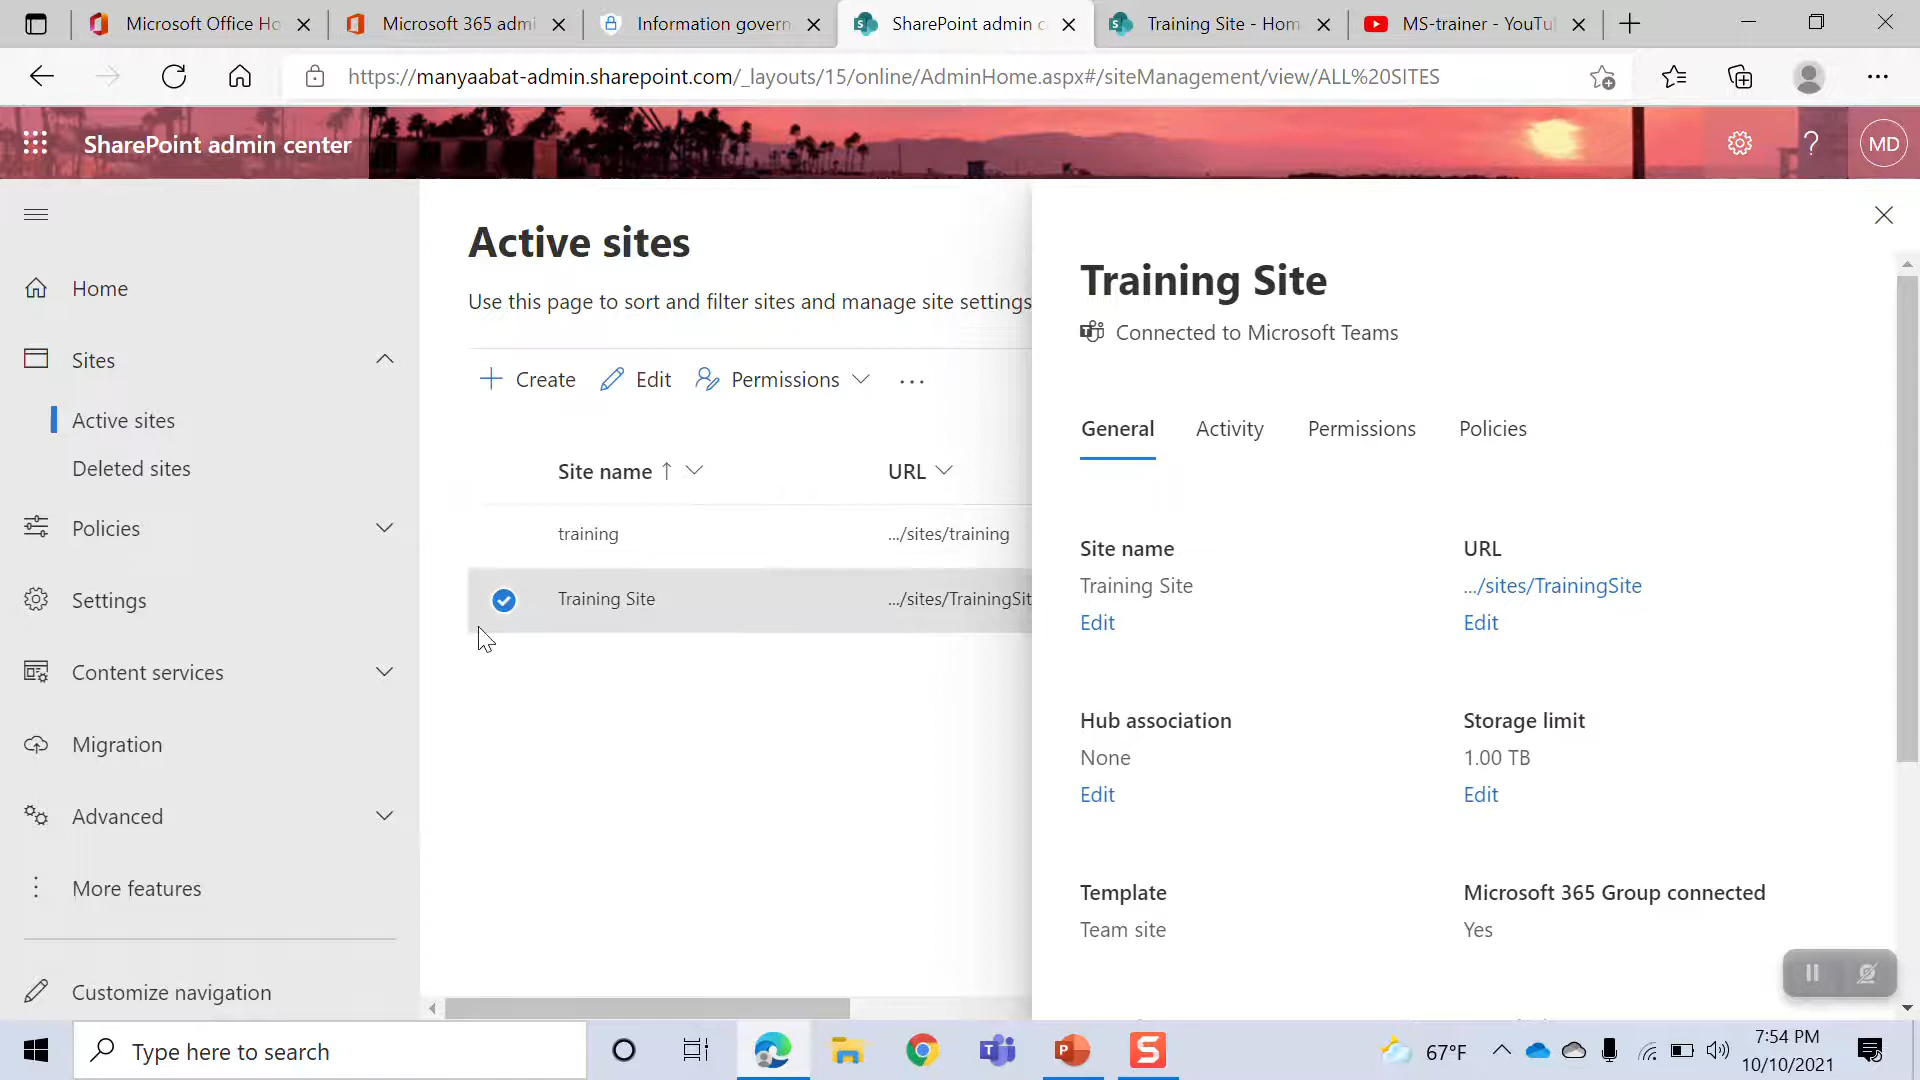 Microsoft Office Ho
Microsoft 365 admi
Information govern
SharePoint admin c
Training Site - Hom
MS-trainer - YouTu
https://manyaabat-admin.sharepoint.com/_layouts/15/online/AdminHome.aspx#/siteManagement/view/ALL%20SITES
SharePoint admin center
MD
Home
Sites
Active sites
Deleted sites
Policies
Settings
Content services
Migration
Advanced
More features
Customize navigation
Active sites
Use this page to sort and filter sites and manage site settings
Create
Edit
Permissions
Site name
URL
training
.../sites/training
Training Site
.../sites/TrainingSit
Training Site
Connected to Microsoft Teams
General
Activity
Permissions
Policies
Site name
URL
Training Site
.../sites/TrainingSite
Edit
Edit
Hub association
Storage limit
None
1.00 TB
Edit
Edit
Template
Microsoft 365 Group connected
Team site
Yes
Type here to search
67°F
7:54 PM
10/10/2021